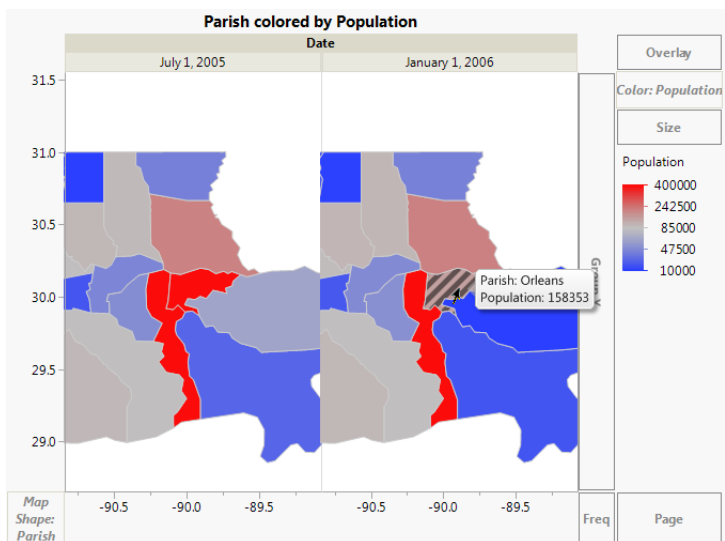 Parish colored by Population
Date
July 1, 2005
January 1, 2006
Overlay
Color: Population
Size
Population
400000
242500
85000
47500
10000
31.5
31.0
30.5
30.0
29.5
29.0
Parish: Orleans
Population: 158353
-90.5
-90.0
-89.5
-90.5
-90.0
-89.5
Map
Shape:
Parish
Freq
Page